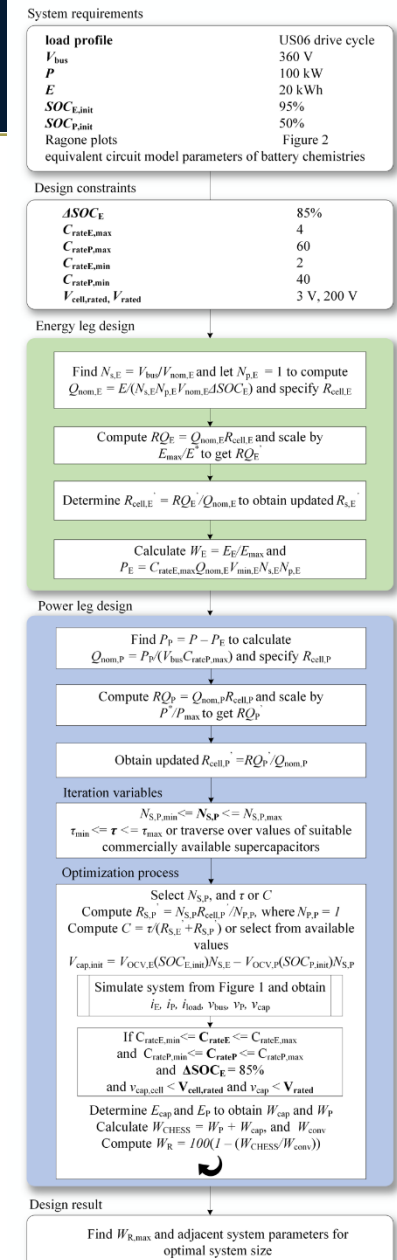 System requirements
load profile US06 drive cycle
V_bus 360 V
P 100 kW
E 20 kWh
SOC_E,init 95%
SOC_P,init 50%
Ragone plots Figure 2
equivalent circuit model parameters of battery chemistries
Design constraints
ΔSOC_E 85%
C_rateE,max 4
C_rateP,max 60
C_rateE,min 2
C_rateP,min 40
V_cell,rated, V_rated 3 V, 200 V
Energy leg design
Find N_s,E = V_bus/V_nom,E and let N_p,E = 1 to compute
Q_nom,E = E/(N_s,E N_p,E V_nom,E ΔSOC_E) and specify R_cell,E
Compute RQ_E = Q_nom,E R_cell,E and scale by
E_max/E* to get RQ_E'
Determine R_cell,E' = RQ_E'/Q_nom,E to obtain updated R_s,E'
Calculate W_E = E_E/E_max and
P_E = C_rateE,max Q_nom,E V_min,E N_s,E N_p,E
Power leg design
Find P_P = P − P_E to calculate
Q_nom,P = P_P/(V_bus C_rateP,max) and specify R_cell,P
Compute RQ_P = Q_nom,P R_cell,P and scale by
P*/P_max to get RQ_P'
Obtain updated R_cell,P' =RQ_P'/Q_nom,P
Iteration variables
N_S,P,min <= N_S,P <= N_S,P,max
τ_min <= τ <= τ_max or traverse over values of suitable
commercially available supercapacitors
Optimization process
Select N_S,P, and τ or C
Compute R_S,P' = N_S,P R_cell,P'/N_P,P, where N_P,P = 1
Compute C = τ/(R_S,E'+R_S,P') or select from available
values
V_cap,init = V_OCV,E(SOC_E,init)N_S,E − V_OCV,P(SOC_P,init)N_S,P
Simulate system from Figure 1 and obtain
i_E, i_P, i_load, v_bus, v_P, v_cap
If C_rateE,min <= C_rateE <= C_rateE,max
and C_rateP,min <= C_rateP <= C_rateP,max
and ΔSOC_E = 85%
and v_cap,cell < V_cell,rated and v_cap < V_rated
Determine E_cap and E_P to obtain W_cap and W_P
Calculate W_CHESS = W_P + W_cap, and W_conv
Compute W_R = 100(1 − (W_CHESS/W_conv))
Design result
Find W_R,max and adjacent system parameters for
optimal system size